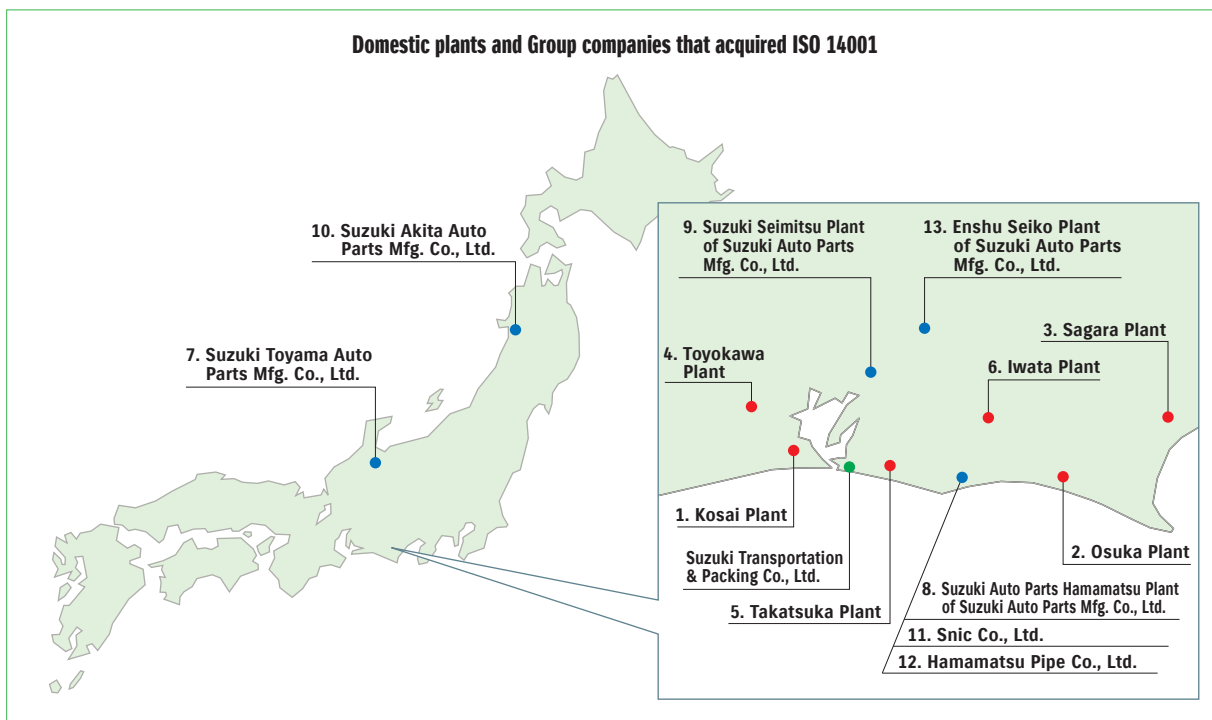 Domestic plants and Group companies that acquired ISO 14001
10. Suzuki Akita Auto
Parts Mfg. Co., Ltd.
7. Suzuki Toyama Auto
Parts Mfg. Co., Ltd.
9. Suzuki Seimitsu Plant
of Suzuki Auto Parts
Mfg. Co., Ltd.
13. Enshu Seiko Plant
of Suzuki Auto Parts
Mfg. Co., Ltd.
3. Sagara Plant
4. Toyokawa
Plant
6. Iwata Plant
1. Kosai Plant
Suzuki Transportation
& Packing Co., Ltd.
5. Takatsuka Plant
2. Osuka Plant
8. Suzuki Auto Parts Hamamatsu Plant
of Suzuki Auto Parts Mfg. Co., Ltd.
11. Snic Co., Ltd.
12. Hamamatsu Pipe Co., Ltd.